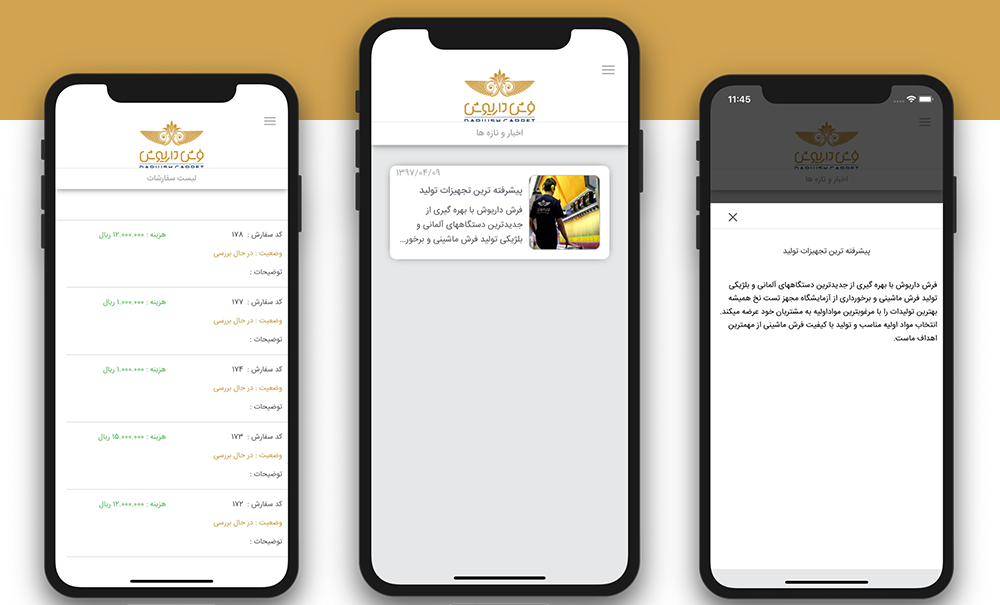 فرش داریوش
DARIUSH CARPET
لیست سفارشات
کد سفارش : ۱۷۸
هزینه : ۱۲.۰۰۰.۰۰۰ ریال
وضعیت : در حال بررسی
توضیحات :
کد سفارش : ۱۷۷
هزینه : ۱.۰۰۰.۰۰۰ ریال
وضعیت : در حال بررسی
توضیحات :
کد سفارش : ۱۷۴
هزینه : ۱.۰۰۰.۰۰۰ ریال
وضعیت : در حال بررسی
توضیحات :
کد سفارش : ۱۷۳
هزینه : ۱۵.۰۰۰.۰۰۰ ریال
وضعیت : در حال بررسی
توضیحات :
کد سفارش : ۱۷۲
هزینه : ۱۲.۰۰۰.۰۰۰ ریال
وضعیت : در حال بررسی
توضیحات :
فرش داریوش
DARIUSH CARPET
اخبار و تازه ها
۱۳۹۷/۰۴/۰۹
پیشرفته ترین تجهیزات تولید
فرش داریوش با بهره گیری از
جدیدترین دستگاههای آلمانی و
بلژیکی تولید فرش ماشینی و برخور...
11:45
فرش داریوش
DARIUSH CARPET
اخبار و تازه ها
پیشرفته ترین تجهیزات تولید
فرش داریوش با بهره گیری از جدیدترین دستگاههای آلمانی و بلژیکی
تولید فرش ماشینی و برخورداری از آزمایشگاه مجهز تست نخ همیشه
بهترین تولیدات را با مرغوبترین مواداولیه به مشتریان خود عرضه میکند.
انتخاب مواد اولیه مناسب و تولید با کیفیت فرش ماشینی از مهمترین
اهداف ماست.